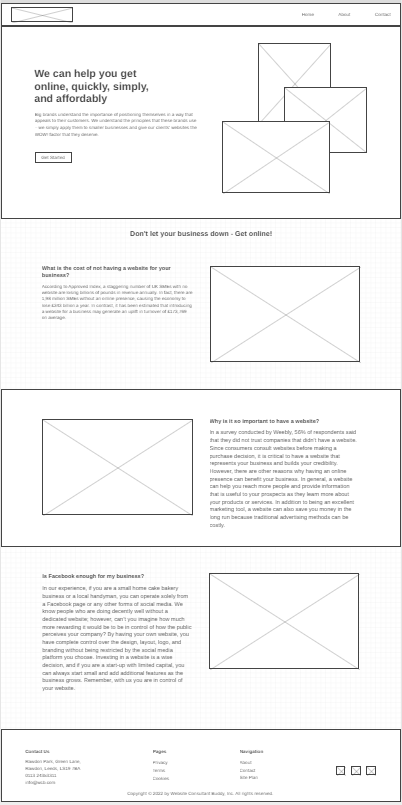 Home About Contact
We can help you get
online, quickly, simply,
and affordably
Big brands understand the importance of positioning themselves in a way that
appeals to their customers. We understand the principles that these brands use
- we simply apply them to smaller businesses and give our clients' websites the
WOW! factor that they deserve.
Get Started
Don't let your business down - Get online!
What is the cost of not having a website for your
business?
According to Approved Index, a staggering number of UK SMEs with no
website are losing billions of pounds in revenue annually. In fact, there are
SMEs without an online presence, causing the economy to
lose in a year. In contrast, it has been estimated that introducing
a website for a business may generate an uplift in turnover of
on average.
Why is it so important to have a website?
In a survey conducted by Weebly, 56% of respondents said
that they did not trust companies that didn't have a website.
Since consumers consult websites before making a
purchase decision, it is critical to have a website that
represents your business and builds your credibility.
However, there are other reasons why having an online
presence can benefit your business. In general, a website
can help you reach more people and provide information
that is useful to your prospects as they learn more about
your products or services. In addition to being an excellent
marketing tool, a website can also save you money in the
long run because traditional advertising methods can be
costly.
Is Facebook enough for my business?
In our experience, if you are a small home cake bakery
business or a local handyman, you can operate solely from
a Facebook page or any other forms of social media. We
know people who are doing decently well without a
dedicated website; however, can't you imagine how much
more rewarding it would be to be in control of how the public
perceives your company? By having your own website, you
have complete control over the design, layout, logo, and
branding without being restricted by the social media
platform you choose. Investing in a website is a wise
decision, and if you are a start-up with limited capital, you
can always start small and add additional features as the
business grows. Remember, with us you are in control of
your website.
Contact Us Pages Navigation
Rawdon Park, Green Lane, Privacy About
Rawdon, Leeds, LS19 Terms Contact
Cookies Site Plan
Copyright © 2022 by Website Consultant Bundry, Inc. All rights reserved.